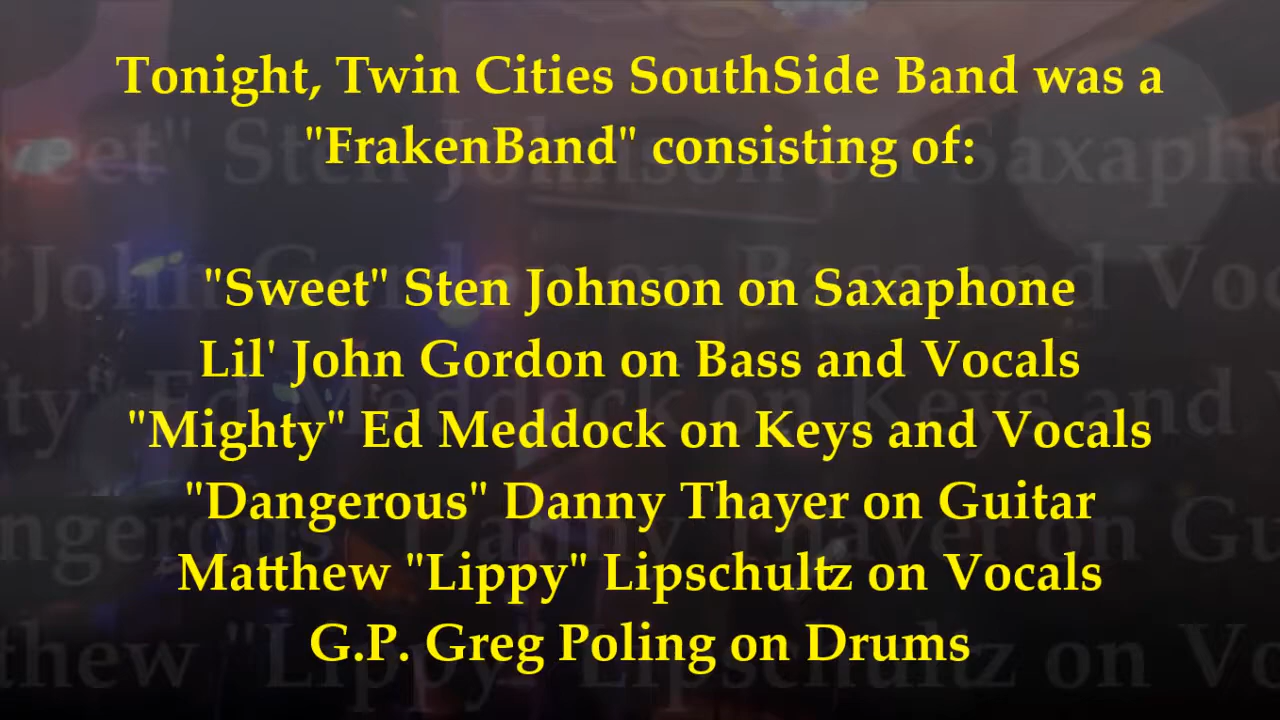 Tonight, Twin Cities SouthSide Band was a
"FrakenBand" consisting of:
"Sweet" Sten Johnson on Saxaphone
Lil' John Gordon on Bass and Vocals
"Mighty" Ed Meddock on Keys and Vocals
"Dangerous" Danny Thayer on Guitar
Matthew "Lippy" Lipschultz on Vocals
G.P. Greg Poling on Drums